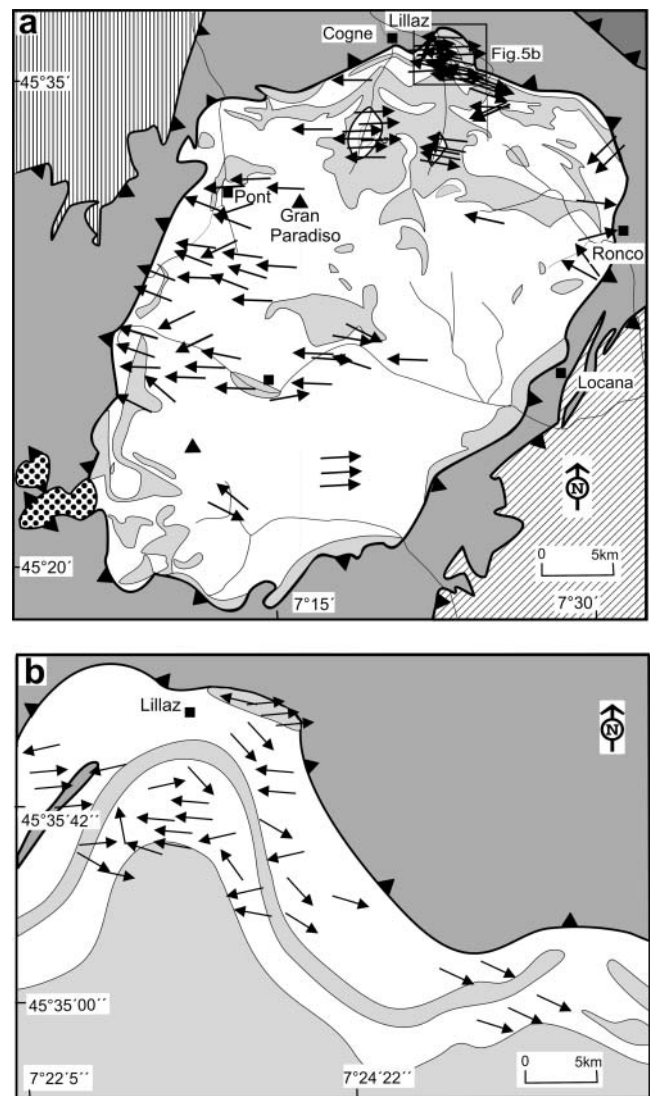 a
Lillaz
Cogne
Fig.5b
45°35´
Pont
Gran
Paradiso
Ronco
Locana
N
0 5km
45°20´
7°15´
7°30´
b
Lillaz
N
45°35´42´´
45°35´00´´
7°22´5´´
7°24´22´´
0 5km